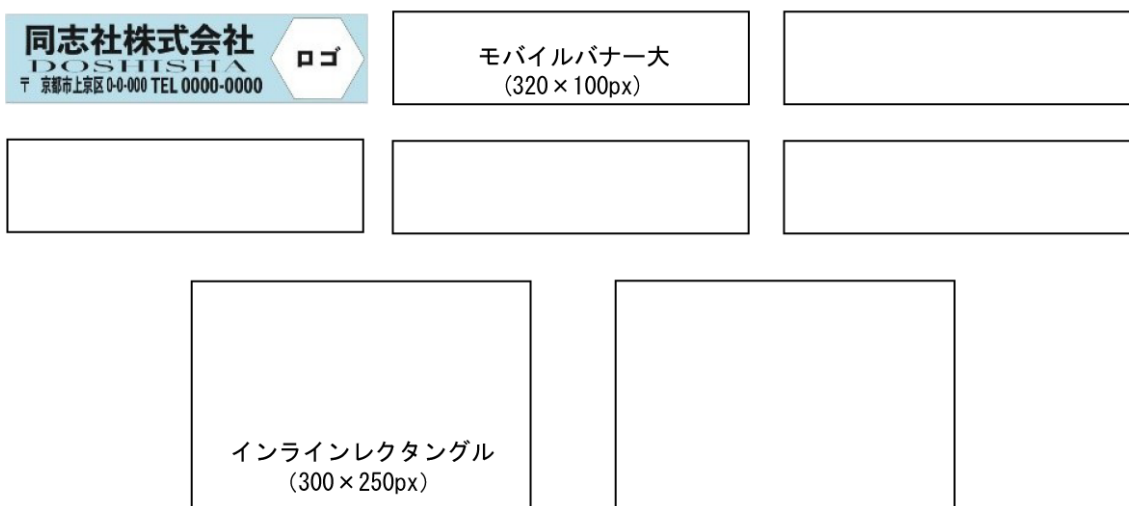 同志社株式会社
DOSHISHA
〒 京都市上京区0-0-000 TEL 0000-0000
ロゴ
モバイルバナー大
(320×100px)
インラインレクタングル
(300×250px)